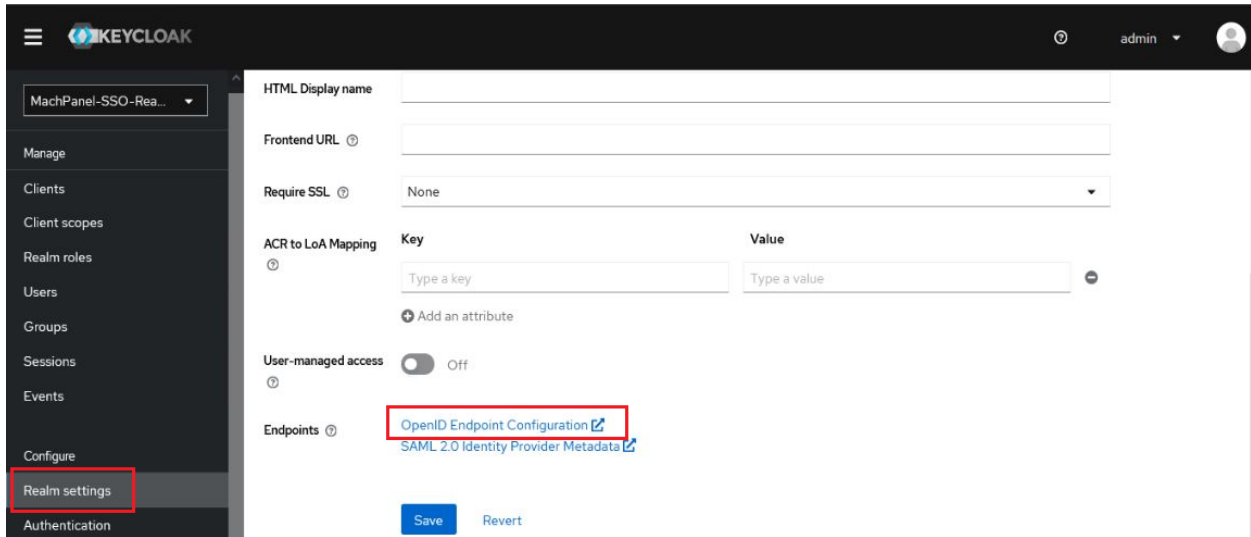 KEYCLOAK
admin
MachPanel-SSO-Rea...
Manage
Clients
Client scopes
Realm roles
Users
Groups
Sessions
Events
Configure
Realm settings
Authentication
HTML Display name
Frontend URL
Require SSL
None
ACR to LoA Mapping
Key
Value
Type a key
Type a value
Add an attribute
User-managed access
Off
Endpoints
OpenID Endpoint Configuration
SAML 2.0 Identity Provider Metadata
Save
Revert